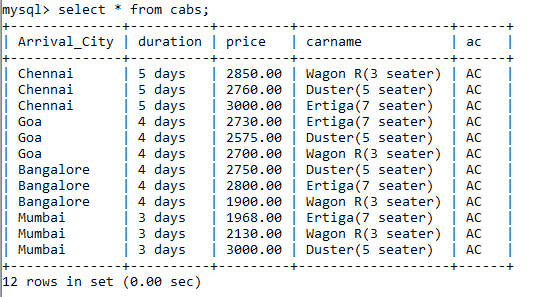 mysql> select * from cabs;
+--------------+----------+---------+-------------------+------+
| Arrival_City | duration | price | carname | ac |
+--------------+----------+---------+-------------------+------+
| Chennai | 5 days | 2850.00 | Wagon R(3 seater) | AC |
| Chennai | 5 days | 2760.00 | Duster(5 seater) | AC |
| Chennai | 5 days | 3000.00 | Ertiga(7 seater) | AC |
| Goa | 4 days | 2730.00 | Ertiga(7 seater) | AC |
| Goa | 4 days | 2575.00 | Duster(5 seater) | AC |
| Goa | 4 days | 2700.00 | Wagon R(3 seater) | AC |
| Bangalore | 4 days | 2750.00 | Duster(5 seater) | AC |
| Bangalore | 4 days | 2800.00 | Ertiga(7 seater) | AC |
| Bangalore | 4 days | 1900.00 | Wagon R(3 seater) | AC |
| Mumbai | 3 days | 1968.00 | Ertiga(7 seater) | AC |
| Mumbai | 3 days | 2130.00 | Wagon R(3 seater) | AC |
| Mumbai | 3 days | 3000.00 | Duster(5 seater) | AC |
+--------------+----------+---------+-------------------+------+
12 rows in set (0.00 sec)